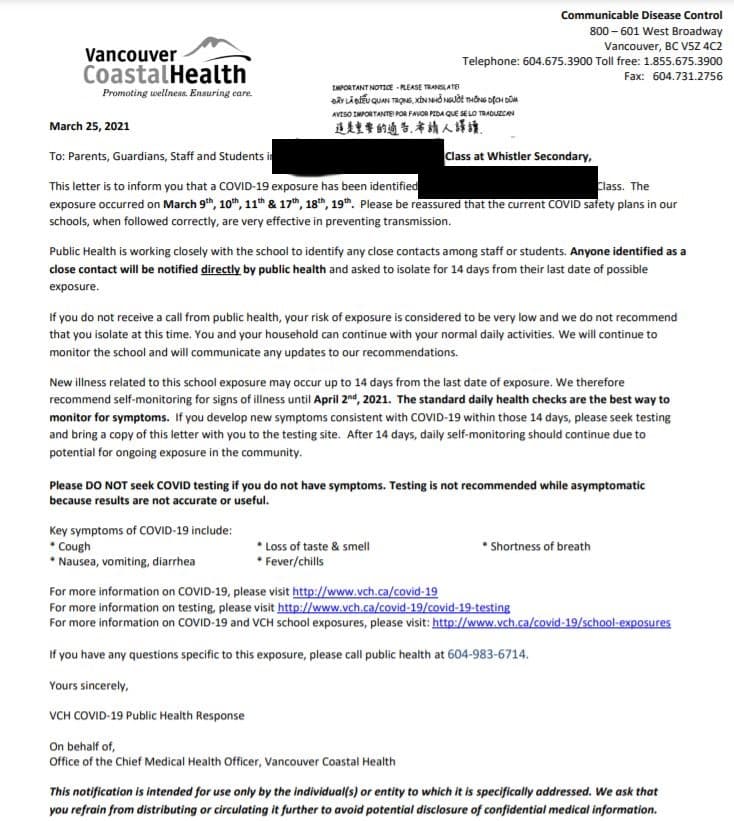 Communicable Disease Control
800 – 601 West Broadway
Vancouver, BC V5Z 4C2
Telephone: 604.675.3900 Toll free: 1.855.675.3900
Fax: 604.731.2756
Vancouver
CoastalHealth
Promoting wellness. Ensuring care.
IMPORTANT NOTICE - PLEASE TRANSLATE!
ĐÂY LÀ ĐIỀU QUAN TRỌNG, XIN NHỜ NGƯỜI THÔNG DỊCH DÙM
AVISO IMPORTANTE! POR FAVOR PIDA QUE SE LO TRADUZCAN
這是重要的通告,希請人譯讀.
March 25, 2021
To: Parents, Guardians, Staff and Students i Class at Whistler Secondary,
This letter is to inform you that a COVID-19 exposure has been identified Class. The
exposure occurred on March 9th, 10th, 11th & 17th, 18th, 19th. Please be reassured that the current COVID safety plans in our
schools, when followed correctly, are very effective in preventing transmission.
Public Health is working closely with the school to identify any close contacts among staff or students. Anyone identified as a
close contact will be notified directly by public health and asked to isolate for 14 days from their last date of possible
exposure.
If you do not receive a call from public health, your risk of exposure is considered to be very low and we do not recommend
that you isolate at this time. You and your household can continue with your normal daily activities. We will continue to
monitor the school and will communicate any updates to our recommendations.
New illness related to this school exposure may occur up to 14 days from the last date of exposure. We therefore
recommend self-monitoring for signs of illness until April 2nd, 2021. The standard daily health checks are the best way to
monitor for symptoms. If you develop new symptoms consistent with COVID-19 within those 14 days, please seek testing
and bring a copy of this letter with you to the testing site. After 14 days, daily self-monitoring should continue due to
potential for ongoing exposure in the community.
Please DO NOT seek COVID testing if you do not have symptoms. Testing is not recommended while asymptomatic
because results are not accurate or useful.
Key symptoms of COVID-19 include:
* Cough * Loss of taste & smell * Shortness of breath
* Nausea, vomiting, diarrhea * Fever/chills
For more information on COVID-19, please visit http://www.vch.ca/covid-19
For more information on testing, please visit http://www.vch.ca/covid-19/covid-19-testing
For more information on COVID-19 and VCH school exposures, please visit: http://www.vch.ca/covid-19/school-exposures
If you have any questions specific to this exposure, please call public health at 604-983-6714.
Yours sincerely,
VCH COVID-19 Public Health Response
On behalf of,
Office of the Chief Medical Health Officer, Vancouver Coastal Health
This notification is intended for use only by the individual(s) or entity to which it is specifically addressed. We ask that
you refrain from distributing or circulating it further to avoid potential disclosure of confidential medical information.